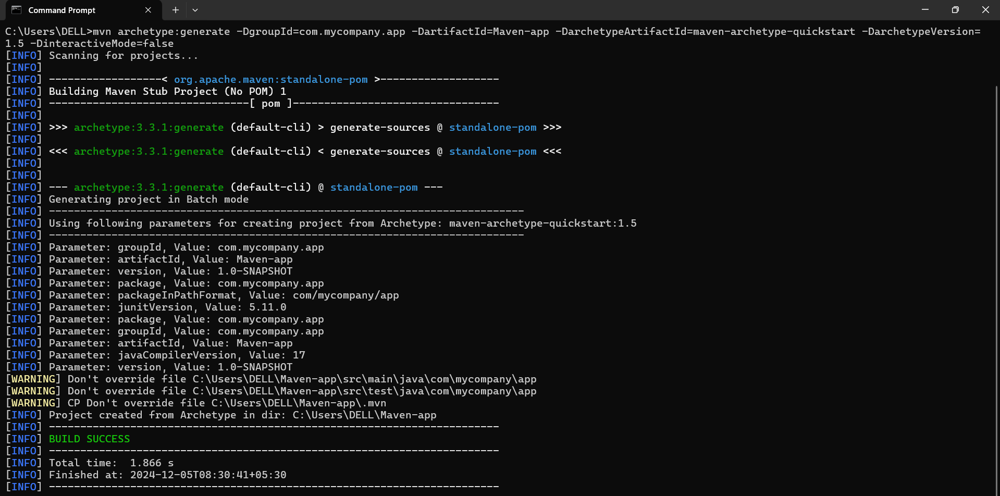 Command Prompt
C:\Users\DELL>mvn archetype:generate -DgroupId=com.mycompany.app -DartifactId=Maven-app -DarchetypeArtifactId=maven-archetype-quickstart -DarchetypeVersion=
1.5 -DinteractiveMode=false
[INFO] Scanning for projects...
[INFO]
[INFO] ------------------< org.apache.maven:standalone-pom >-------------------
[INFO] Building Maven Stub Project (No POM) 1
[INFO] --------------------------------[ pom ]---------------------------------
[INFO]
[INFO] >>> archetype:3.3.1:generate (default-cli) > generate-sources @ standalone-pom >>>
[INFO]
[INFO] <<< archetype:3.3.1:generate (default-cli) < generate-sources @ standalone-pom <<<
[INFO]
[INFO]
[INFO] --- archetype:3.3.1:generate (default-cli) @ standalone-pom ---
[INFO] Generating project in Batch mode
[INFO] ----------------------------------------------------------------------------
[INFO] Using following parameters for creating project from Archetype: maven-archetype-quickstart:1.5
[INFO] ----------------------------------------------------------------------------
[INFO] Parameter: groupId, Value: com.mycompany.app
[INFO] Parameter: artifactId, Value: Maven-app
[INFO] Parameter: version, Value: 1.0-SNAPSHOT
[INFO] Parameter: package, Value: com.mycompany.app
[INFO] Parameter: packageInPathFormat, Value: com/mycompany/app
[INFO] Parameter: junitVersion, Value: 5.11.0
[INFO] Parameter: package, Value: com.mycompany.app
[INFO] Parameter: groupId, Value: com.mycompany.app
[INFO] Parameter: artifactId, Value: Maven-app
[INFO] Parameter: javaCompilerVersion, Value: 17
[INFO] Parameter: version, Value: 1.0-SNAPSHOT
[WARNING] Don't override file C:\Users\DELL\Maven-app\src\main\java\com\mycompany\app
[WARNING] Don't override file C:\Users\DELL\Maven-app\src\test\java\com\mycompany\app
[WARNING] CP Don't override file C:\Users\DELL\Maven-app\.mvn
[INFO] Project created from Archetype in dir: C:\Users\DELL\Maven-app
[INFO] ------------------------------------------------------------------------
[INFO] BUILD SUCCESS
[INFO] ------------------------------------------------------------------------
[INFO] Total time:  1.866 s
[INFO] Finished at: 2024-12-05T08:30:41+05:30
[INFO] ------------------------------------------------------------------------